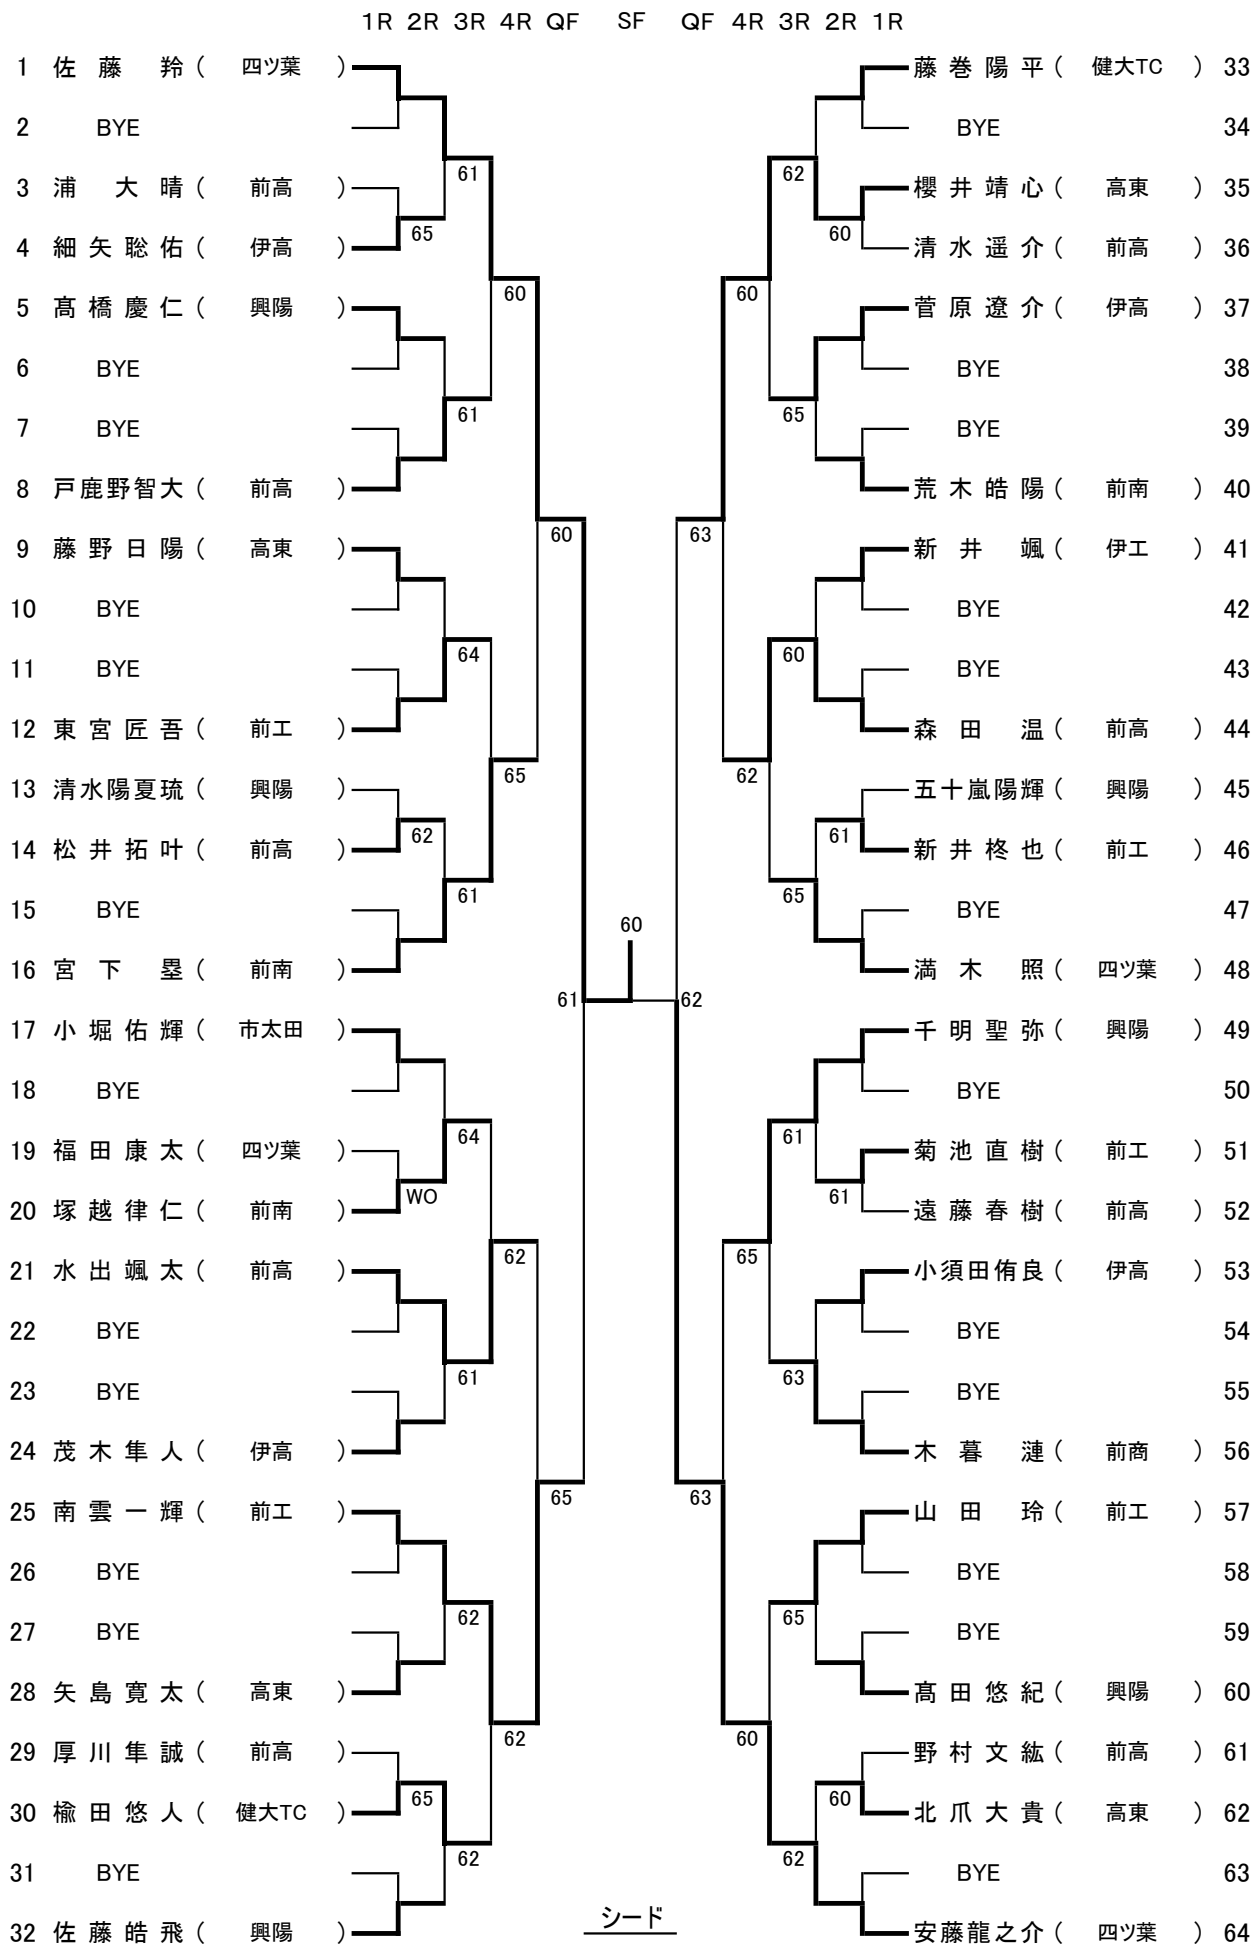 1R 2R 3R 4R QF SF QF 4R 3R 2R 1R
1 佐藤 羚 ( 四ツ葉 )
2 BYE
61
3 浦 大晴 ( 前高 )
65
4 細矢聡佑 ( 伊高 )
60
5 髙橋慶仁 ( 興陽 )
6 BYE
61
7 BYE
8 戸鹿野智大 ( 前高 )
60
9 藤野日陽 ( 高東 )
10 BYE
64
11 BYE
12 東宮匠吾 ( 前工 )
65
13 清水陽夏琉 ( 興陽 )
62
14 松井拓叶 ( 前高 )
61
15 BYE
16 宮下 塁 ( 前南 )
61
17 小堀佑輝 ( 市太田 )
18 BYE
64
19 福田康太 ( 四ツ葉 )
WO
20 塚越律仁 ( 前南 )
62
21 水出颯太 ( 前高 )
22 BYE
61
23 BYE
24 茂木隼人 ( 伊高 )
65
25 南雲一輝 ( 前工 )
26 BYE
62
27 BYE
28 矢島寛太 ( 高東 )
62
29 厚川隼誠 ( 前高 )
65
30 楡田悠人 ( 健大TC )
62
31 BYE
32 佐藤皓飛 ( 興陽 )
60
シード
藤巻陽平 ( 健大TC ) 33
BYE 34
62
櫻井靖心 ( 高東 ) 35
60
清水遥介 ( 前高 ) 36
60
菅原遼介 ( 伊高 ) 37
BYE 38
65
BYE 39
荒木皓陽 ( 前南 ) 40
63
新井 颯 ( 伊工 ) 41
BYE 42
60
BYE 43
森田 温 ( 前高 ) 44
62
五十嵐陽輝 ( 興陽 ) 45
61
新井柊也 ( 前工 ) 46
65
BYE 47
満木 照 ( 四ツ葉 ) 48
62
千明聖弥 ( 興陽 ) 49
BYE 50
61
菊池直樹 ( 前工 ) 51
61
遠藤春樹 ( 前高 ) 52
65
小須田侑良 ( 伊高 ) 53
BYE 54
63
BYE 55
木暮 漣 ( 前商 ) 56
63
山田 玲 ( 前工 ) 57
BYE 58
65
BYE 59
髙田悠紀 ( 興陽 ) 60
60
野村文紘 ( 前高 ) 61
60
北爪大貴 ( 高東 ) 62
62
BYE 63
安藤龍之介 ( 四ツ葉 ) 64